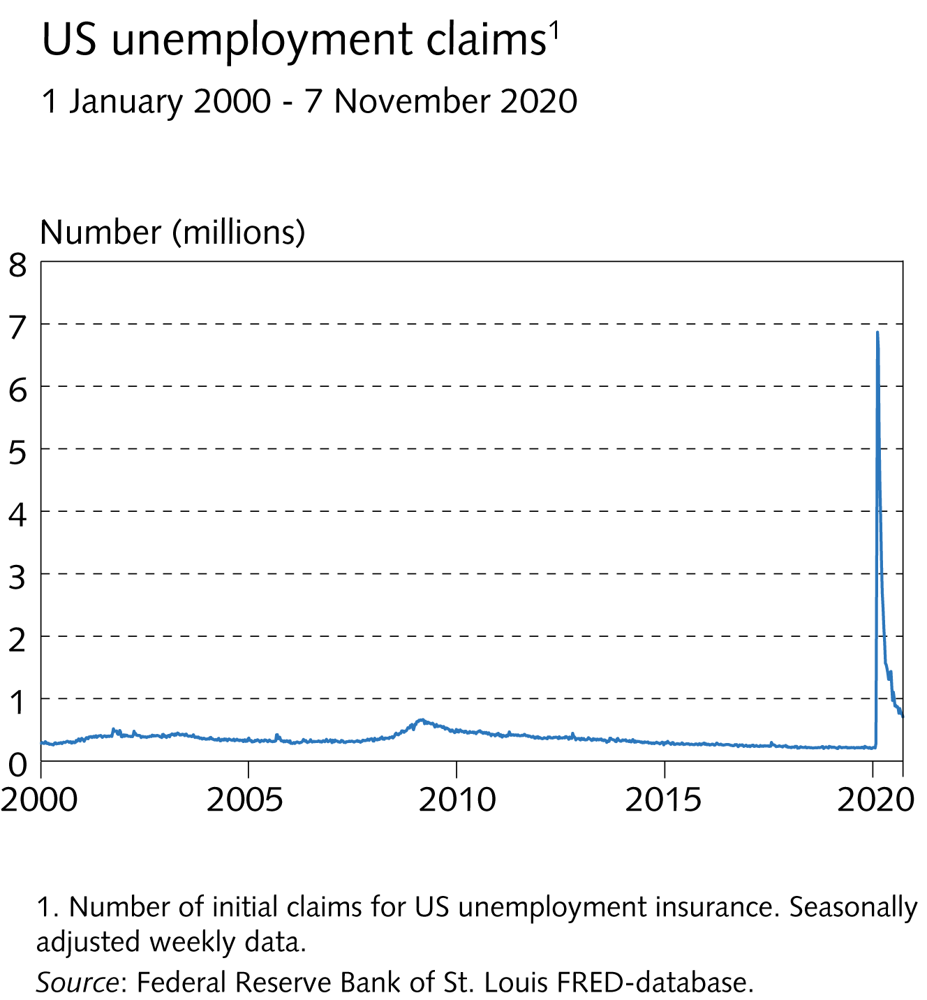 US unemployment claims¹
1 January 2000 - 7 November 2020
Number (millions)
8
7
6
5
4
3
2
1
0
2000 2005 2010 2015 2020
1. Number of initial claims for US unemployment insurance. Seasonally
adjusted weekly data.
Source: Federal Reserve Bank of St. Louis FRED-database.